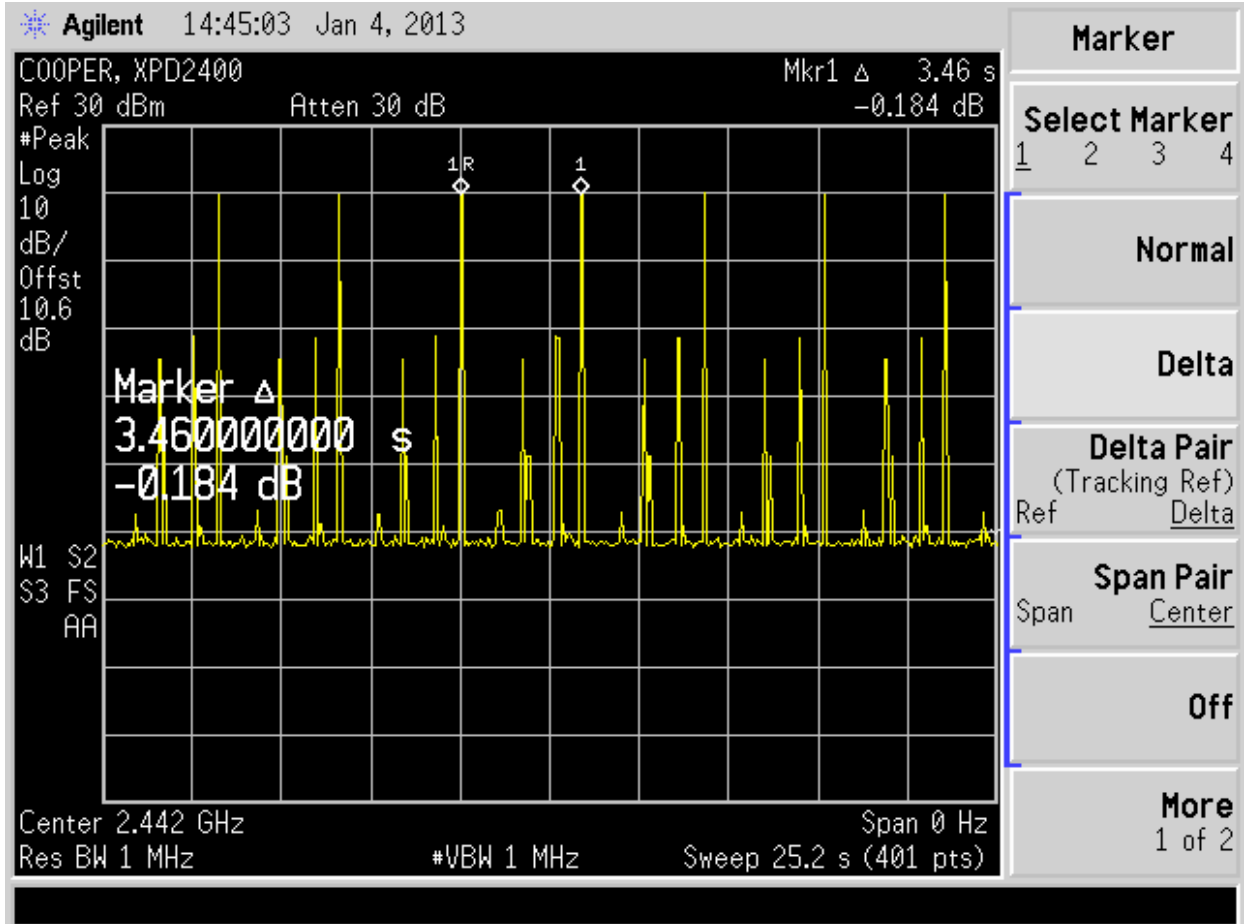 Agilent 14:45:03 Jan 4, 2013
Marker
COOPER, XPD2400
Mkr1 Δ 3.46 s
Ref 30 dBm Atten 30 dB
-0.184 dB
#Peak
Log
10
dB/
Offst
10.6
dB
1R
1
Marker Δ
3.460000000 s
-0.184 dB
W1 S2
S3 FS
AA
Center 2.442 GHz
Span 0 Hz
Res BW 1 MHz
#VBW 1 MHz
Sweep 25.2 s (401 pts)
Select Marker
1 2 3 4
Normal
Delta
Delta Pair
(Tracking Ref)
Ref Delta
Span Pair
Span Center
Off
More
1 of 2